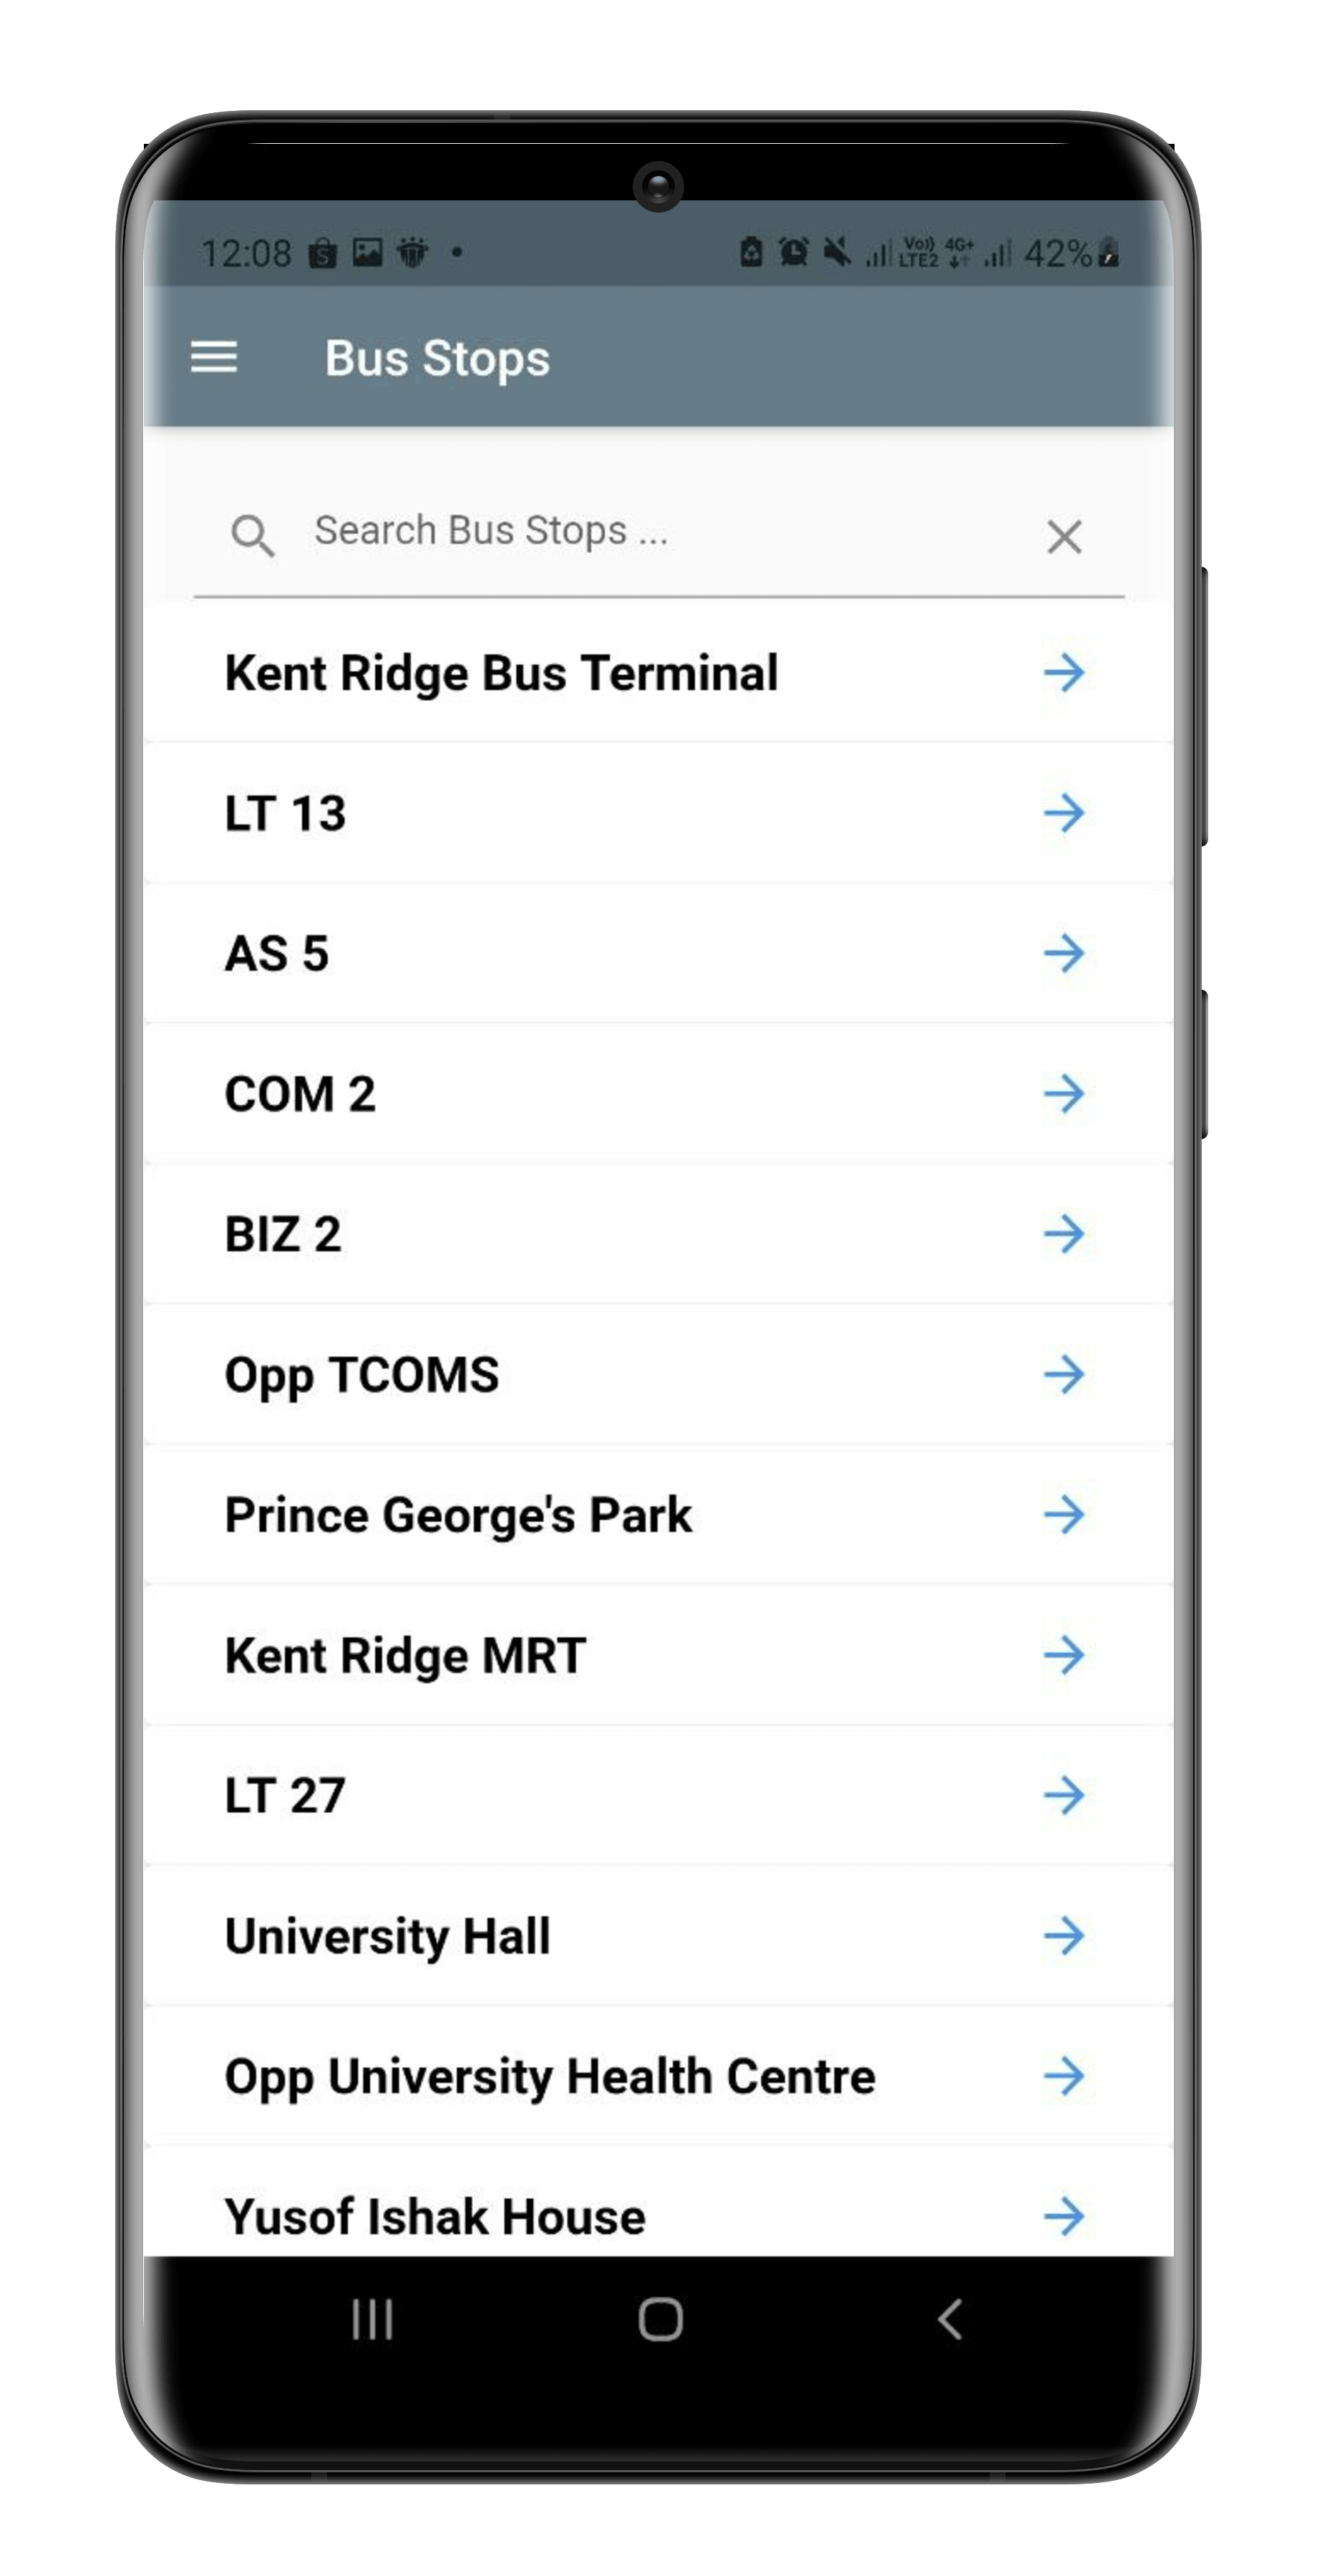 12:08 Vo)) LTE2 4G+ 42%
Bus Stops
Search Bus Stops ...
Kent Ridge Bus Terminal
LT 13
AS 5
COM 2
BIZ 2
Opp TCOMS
Prince George's Park
Kent Ridge MRT
LT 27
University Hall
Opp University Health Centre
Yusof Ishak House